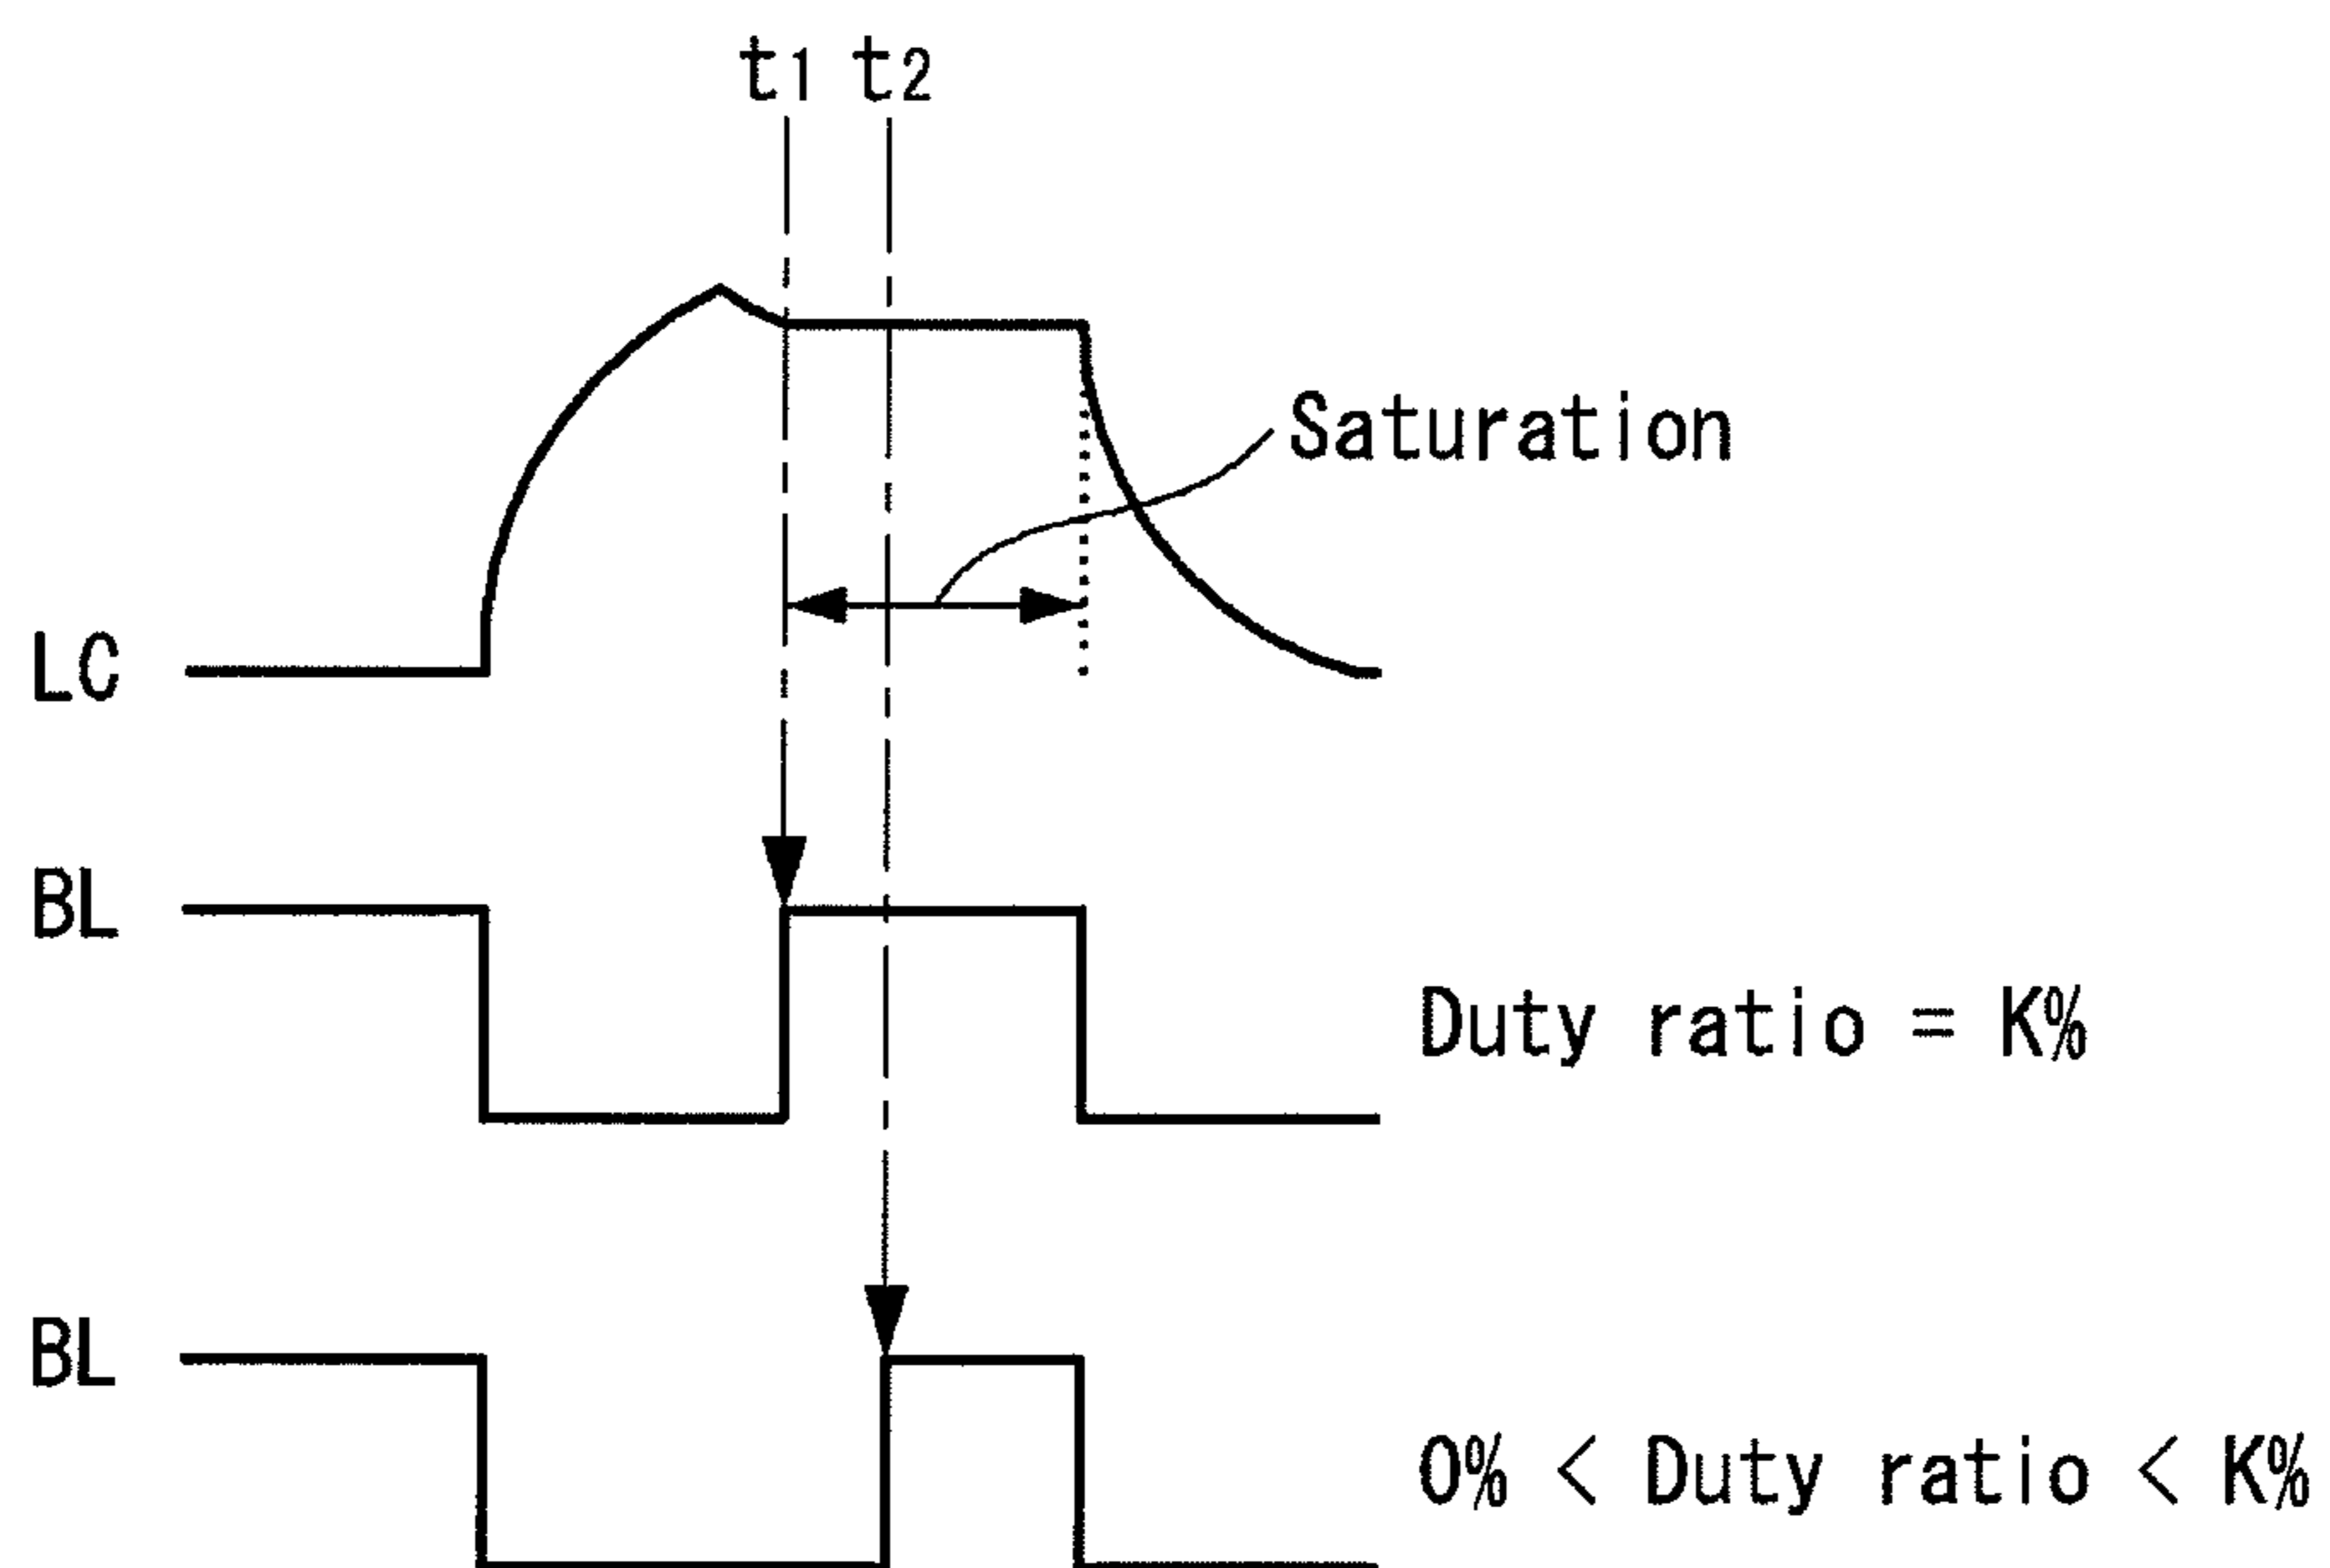 t1 t2
Saturation
LC
BL
Duty ratio = K%
BL
0% < Duty ratio < K%